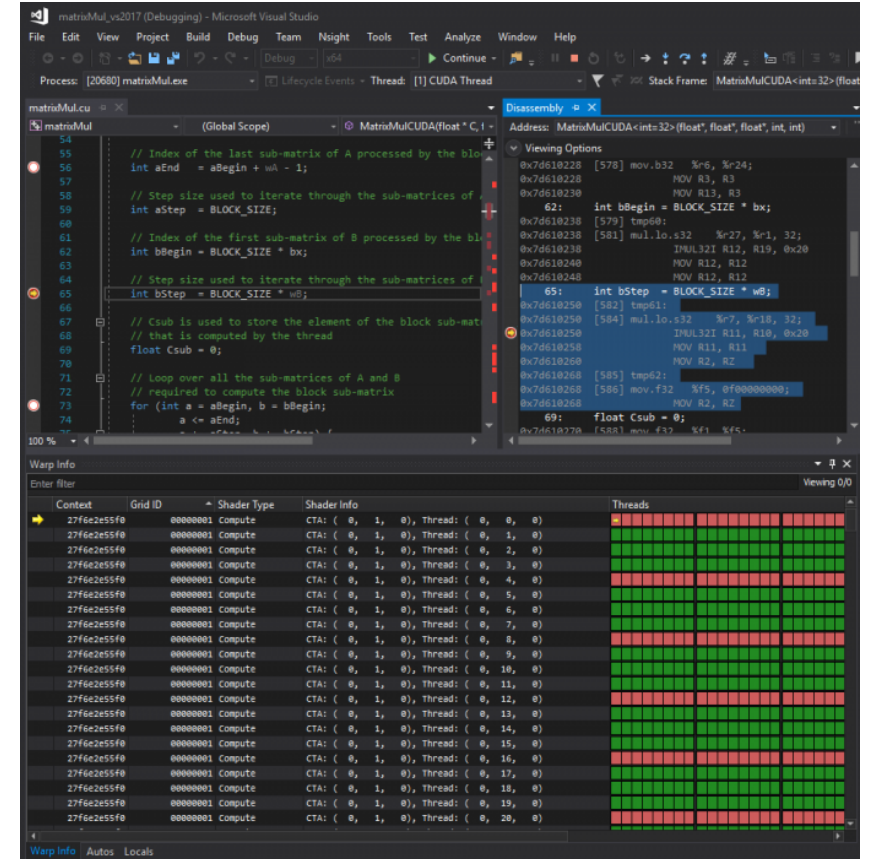 matrixMul_vs2017 (Debugging) - Microsoft Visual Studio
File Edit View Project Build Debug Team Nsight Tools Test Analyze Window Help
Debug x64 Continue
Process: [20680] matrixMul.exe Lifecycle Events Thread: [1] CUDA Thread Stack Frame: MatrixMulCUDA<int=32>(float
matrixMul.cu
matrixMul (Global Scope) MatrixMulCUDA(float * C, f
54
55 // Index of the last sub-matrix of A processed by the blo
56 int aEnd = aBegin + wA - 1;
57
58 // Step size used to iterate through the sub-matrices of
59 int aStep = BLOCK_SIZE;
60
61 // Index of the first sub-matrix of B processed by the bl
62 int bBegin = BLOCK_SIZE * bx;
63
64 // Step size used to iterate through the sub-matrices of
65 int bStep = BLOCK_SIZE * wB;
66
67 // Csub is used to store the element of the block sub-mat
68 // that is computed by the thread
69 float Csub = 0;
70
71 // Loop over all the sub-matrices of A and B
72 // required to compute the block sub-matrix
73 for (int a = aBegin, b = bBegin;
74 a <= aEnd;
100 %
Disassembly
Address: MatrixMulCUDA<int=32>(float*, float*, float*, int, int)
Viewing Options
0x7d610228 [578] mov.b32 %r6, %r24;
0x7d610228 MOV R3, R3
0x7d610230 MOV R13, R3
62: int bBegin = BLOCK_SIZE * bx;
0x7d610238 [579] tmp60:
0x7d610238 [581] mul.lo.s32 %r27, %r1, 32;
0x7d610238 IMUL32I R12, R19, 0x20
0x7d610240 MOV R12, R12
0x7d610248 MOV R12, R12
65: int bStep = BLOCK_SIZE * wB;
0x7d610250 [582] tmp61:
0x7d610250 [584] mul.lo.s32 %r7, %r18, 32;
0x7d610250 IMUL32I R11, R10, 0x20
0x7d610258 MOV R11, R11
0x7d610260 MOV R2, RZ
0x7d610268 [585] tmp62:
0x7d610268 [586] mov.f32 %f5, 0f00000000;
0x7d610268 MOV R2, RZ
69: float Csub = 0;
0x7d610270 [588] mov.f32 %f1, %f5;
Warp Info
Enter filter Viewing 0/0
Context Grid ID Shader Type Shader Info Threads
27f6e2e55f0 00000001 Compute CTA: ( 0, 1, 0), Thread: ( 0, 0, 0)
27f6e2e55f0 00000001 Compute CTA: ( 0, 1, 0), Thread: ( 0, 1, 0)
27f6e2e55f0 00000001 Compute CTA: ( 0, 1, 0), Thread: ( 0, 2, 0)
27f6e2e55f0 00000001 Compute CTA: ( 0, 1, 0), Thread: ( 0, 3, 0)
27f6e2e55f0 00000001 Compute CTA: ( 0, 1, 0), Thread: ( 0, 4, 0)
27f6e2e55f0 00000001 Compute CTA: ( 0, 1, 0), Thread: ( 0, 5, 0)
27f6e2e55f0 00000001 Compute CTA: ( 0, 1, 0), Thread: ( 0, 6, 0)
27f6e2e55f0 00000001 Compute CTA: ( 0, 1, 0), Thread: ( 0, 7, 0)
27f6e2e55f0 00000001 Compute CTA: ( 0, 1, 0), Thread: ( 0, 8, 0)
27f6e2e55f0 00000001 Compute CTA: ( 0, 1, 0), Thread: ( 0, 9, 0)
27f6e2e55f0 00000001 Compute CTA: ( 0, 1, 0), Thread: ( 0, 10, 0)
27f6e2e55f0 00000001 Compute CTA: ( 0, 1, 0), Thread: ( 0, 11, 0)
27f6e2e55f0 00000001 Compute CTA: ( 0, 1, 0), Thread: ( 0, 12, 0)
27f6e2e55f0 00000001 Compute CTA: ( 0, 1, 0), Thread: ( 0, 13, 0)
27f6e2e55f0 00000001 Compute CTA: ( 0, 1, 0), Thread: ( 0, 14, 0)
27f6e2e55f0 00000001 Compute CTA: ( 0, 1, 0), Thread: ( 0, 15, 0)
27f6e2e55f0 00000001 Compute CTA: ( 0, 1, 0), Thread: ( 0, 16, 0)
27f6e2e55f0 00000001 Compute CTA: ( 0, 1, 0), Thread: ( 0, 17, 0)
27f6e2e55f0 00000001 Compute CTA: ( 0, 1, 0), Thread: ( 0, 18, 0)
27f6e2e55f0 00000001 Compute CTA: ( 0, 1, 0), Thread: ( 0, 19, 0)
27f6e2e55f0 00000001 Compute CTA: ( 0, 1, 0), Thread: ( 0, 20, 0)
Warp Info Autos Locals